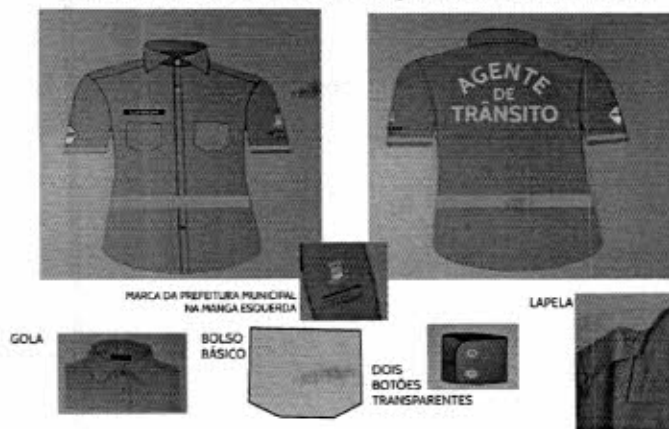 AGENTE
DE
TRÂNSITO
MARCA DA PREFEITURA MUNICIPAL
NA MANGA ESQUERDA
LAPELA
GOLA
BOLSO
BÁSICO
DOIS
BOTÕES
TRANSPARENTES